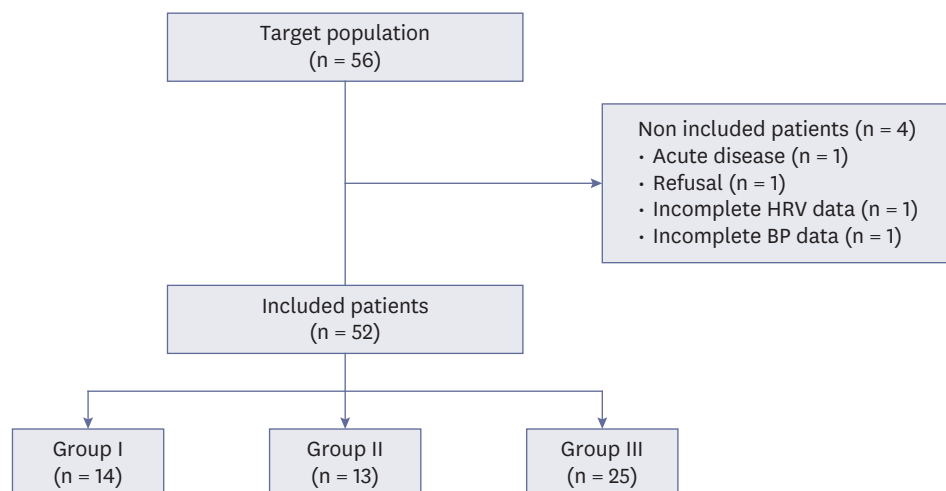 Target population
(n = 56)
Non included patients (n = 4)
· Acute disease (n = 1)
· Refusal (n = 1)
· Incomplete HRV data (n = 1)
· Incomplete BP data (n = 1)
Included patients
(n = 52)
Group I
(n = 14)
Group II
(n = 13)
Group III
(n = 25)